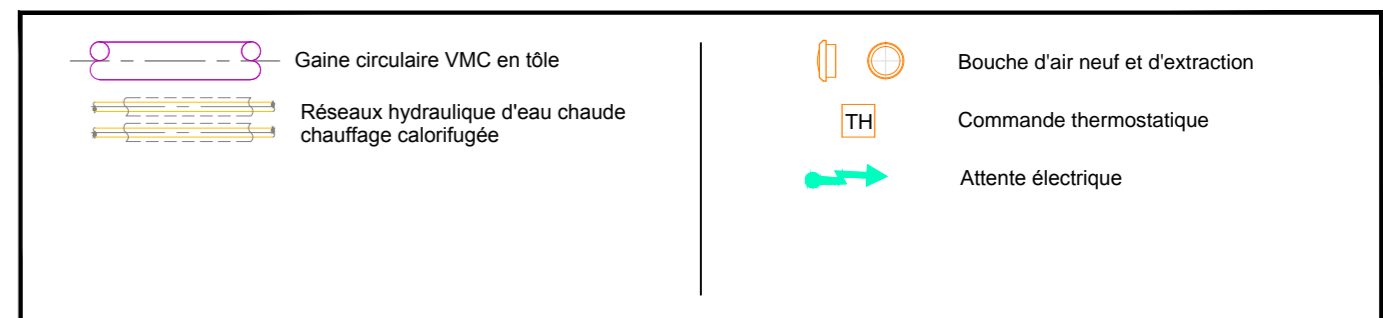 Gaine circulaire VMC en tôle
Réseaux hydraulique d'eau chaude
chauffage calorifugée
Bouche d'air neuf et d'extraction
TH
Commande thermostatique
Attente électrique